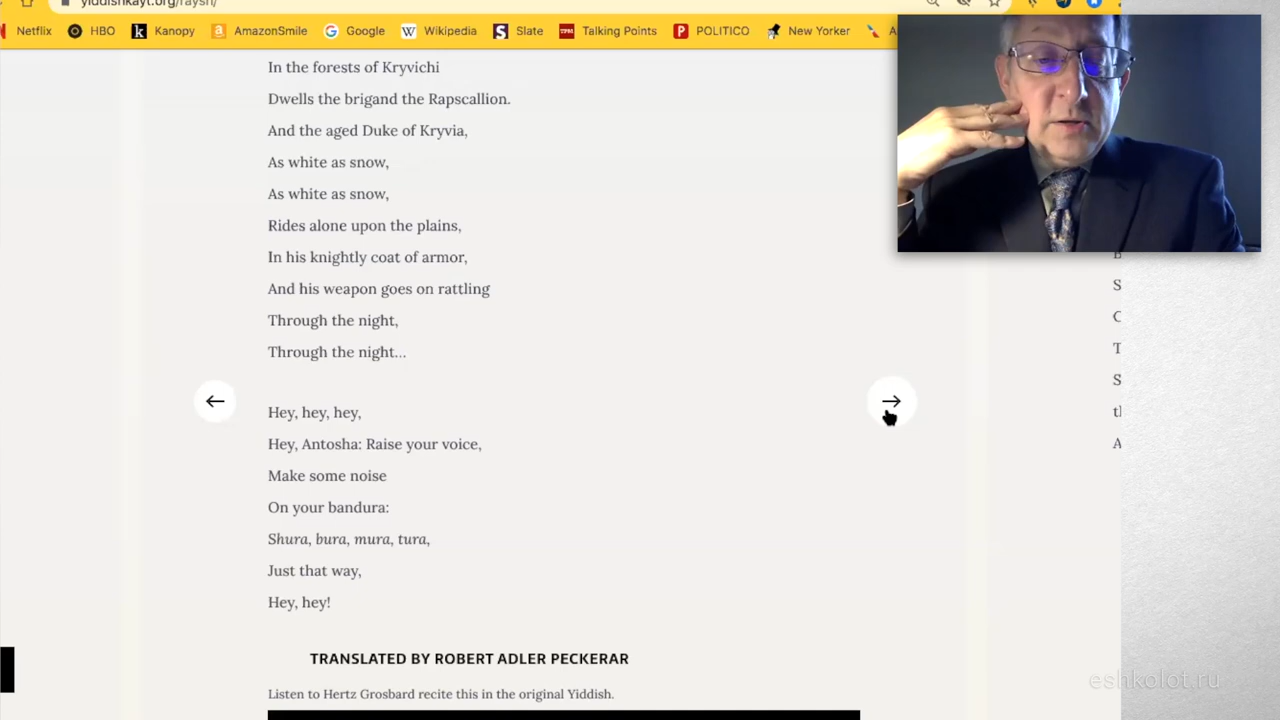 yiddishkayt.org/raysn/
Netflix HBO Kanopy AmazonSmile Google Wikipedia Slate TPM Talking Points POLITICO New Yorker A
In the forests of Kryvichi
Dwells the brigand the Rapscallion.
And the aged Duke of Kryvia,
As white as snow,
As white as snow,
Rides alone upon the plains,
In his knightly coat of armor,
And his weapon goes on rattling
Through the night,
Through the night…
Hey, hey, hey,
Hey, Antosha: Raise your voice,
Make some noise
On your bandura:
Shura, bura, mura, tura,
Just that way,
Hey, hey!
TRANSLATED BY ROBERT ADLER PECKERAR
Listen to Hertz Grosbard recite this in the original Yiddish.
S
C
T
S
A
eshkolot.ru